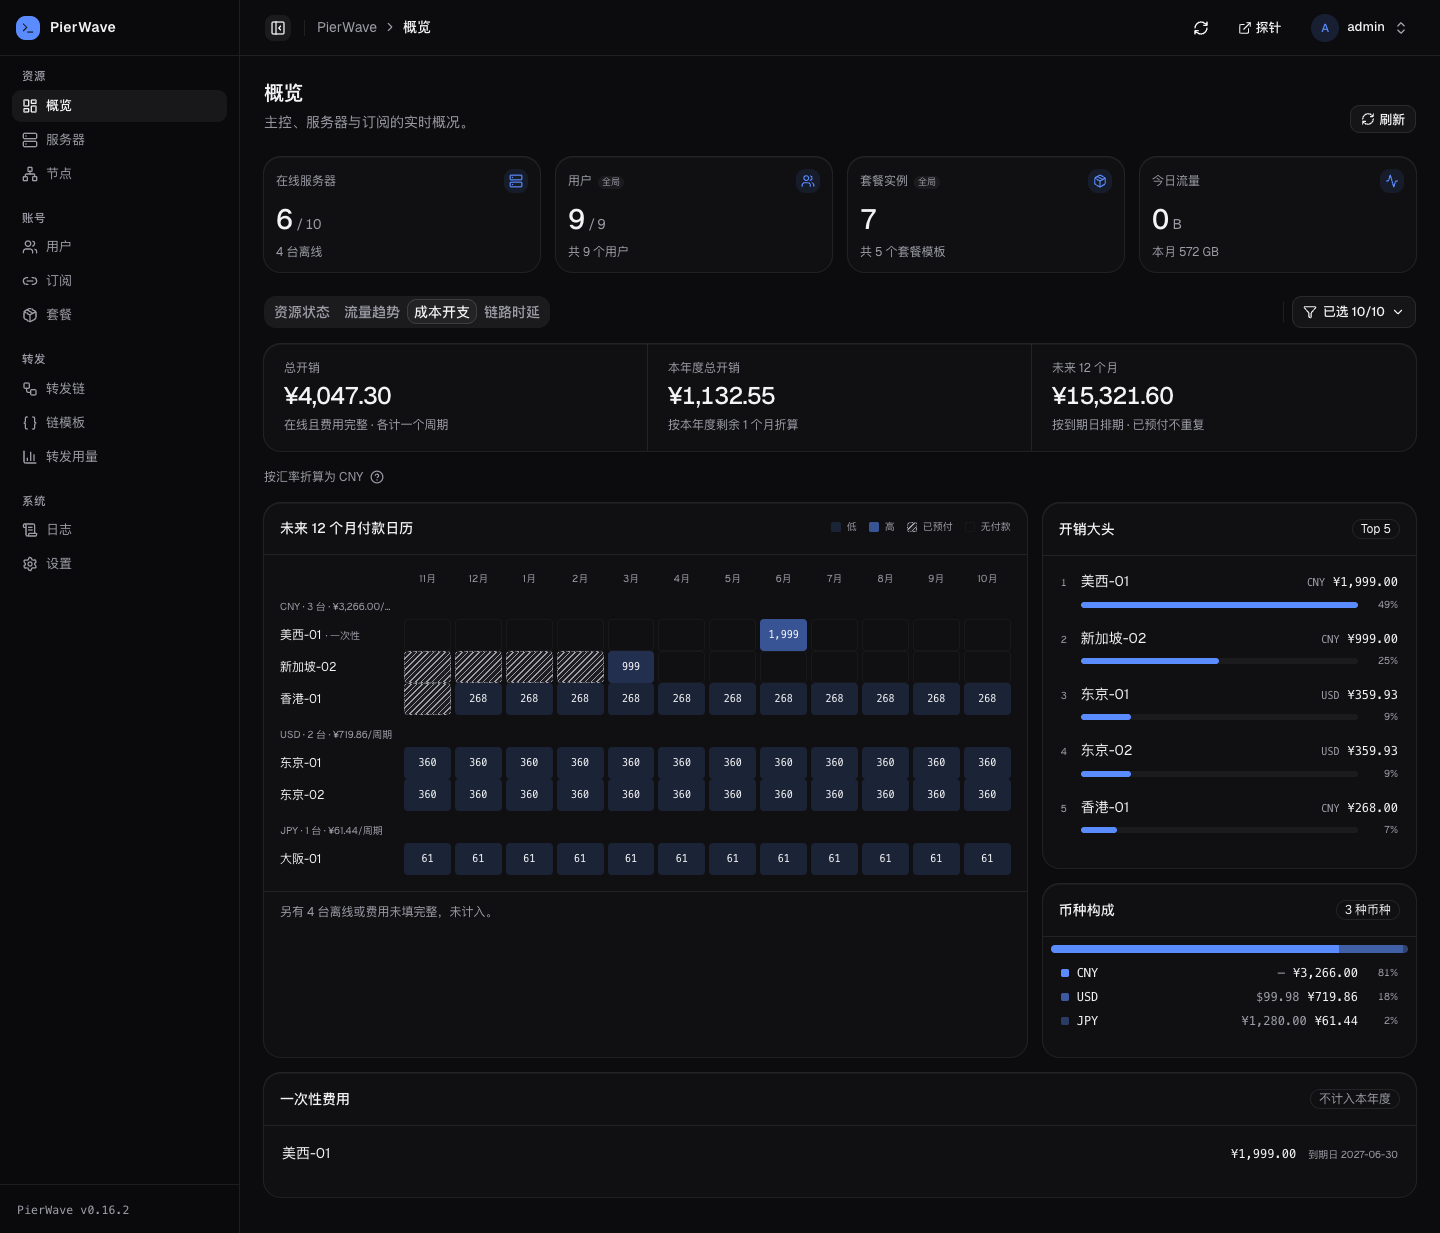 PierWave
PierWave > 概览
探针
A admin
资源
概览
服务器
节点
账号
用户
订阅
套餐
转发
转发链
链模板
转发用量
系统
日志
设置
PierWave v0.16.2
概览
主控、服务器与订阅的实时概况。
刷新
在线服务器
6 / 10
4 台离线
用户 全局
9 / 9
共 9 个用户
套餐实例 全局
7
共 5 个套餐模板
今日流量
0 B
本月 572 GB
资源状态 流量趋势 成本开支 链路时延
已选 10/10
总开销
¥4,047.30
在线且费用完整 · 各计一个周期
本年度总开销
¥1,132.55
按本年度剩余 1 个月折算
未来 12 个月
¥15,321.60
按到期日排期 · 已预付不重复
按汇率折算为 CNY
未来 12 个月付款日历
低 高 已预付 无付款
11月 12月 1月 2月 3月 4月 5月 6月 7月 8月 9月 10月
CNY · 3 台 · ¥3,266.00/...
美西-01 · 一次性 1,999
新加坡-02 999
香港-01 268 268 268 268 268 268 268 268 268 268 268
USD · 2 台 · ¥719.86/周期
东京-01 360 360 360 360 360 360 360 360 360 360 360 360
东京-02 360 360 360 360 360 360 360 360 360 360 360 360
JPY · 1 台 · ¥61.44/周期
大阪-01 61 61 61 61 61 61 61 61 61 61 61 61
另有 4 台离线或费用未填完整，未计入。
开销大头 Top 5
1 美西-01 CNY ¥1,999.00
49%
2 新加坡-02 CNY ¥999.00
25%
3 东京-01 USD ¥359.93
9%
4 东京-02 USD ¥359.93
9%
5 香港-01 CNY ¥268.00
7%
币种构成 3 种币种
CNY — ¥3,266.00 81%
USD $99.98 ¥719.86 18%
JPY ¥1,280.00 ¥61.44 2%
一次性费用 不计入本年度
美西-01 ¥1,999.00 到期日 2027-06-30